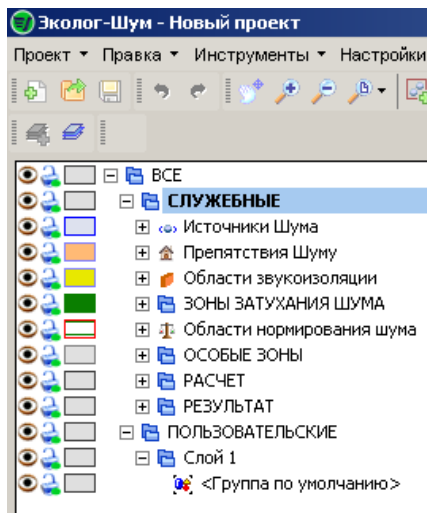 Эколог-Шум - Новый проект
Проект Правка Инструменты Настройки
ВСЕ
СЛУЖЕБНЫЕ
Источники Шума
Препятствия Шуму
Области звукоизоляции
ЗОНЫ ЗАТУХАНИЯ ШУМА
Области нормирования шума
ОСОБЫЕ ЗОНЫ
РАСЧЕТ
РЕЗУЛЬТАТ
ПОЛЬЗОВАТЕЛЬСКИЕ
Слой 1
<Группа по умолчанию>